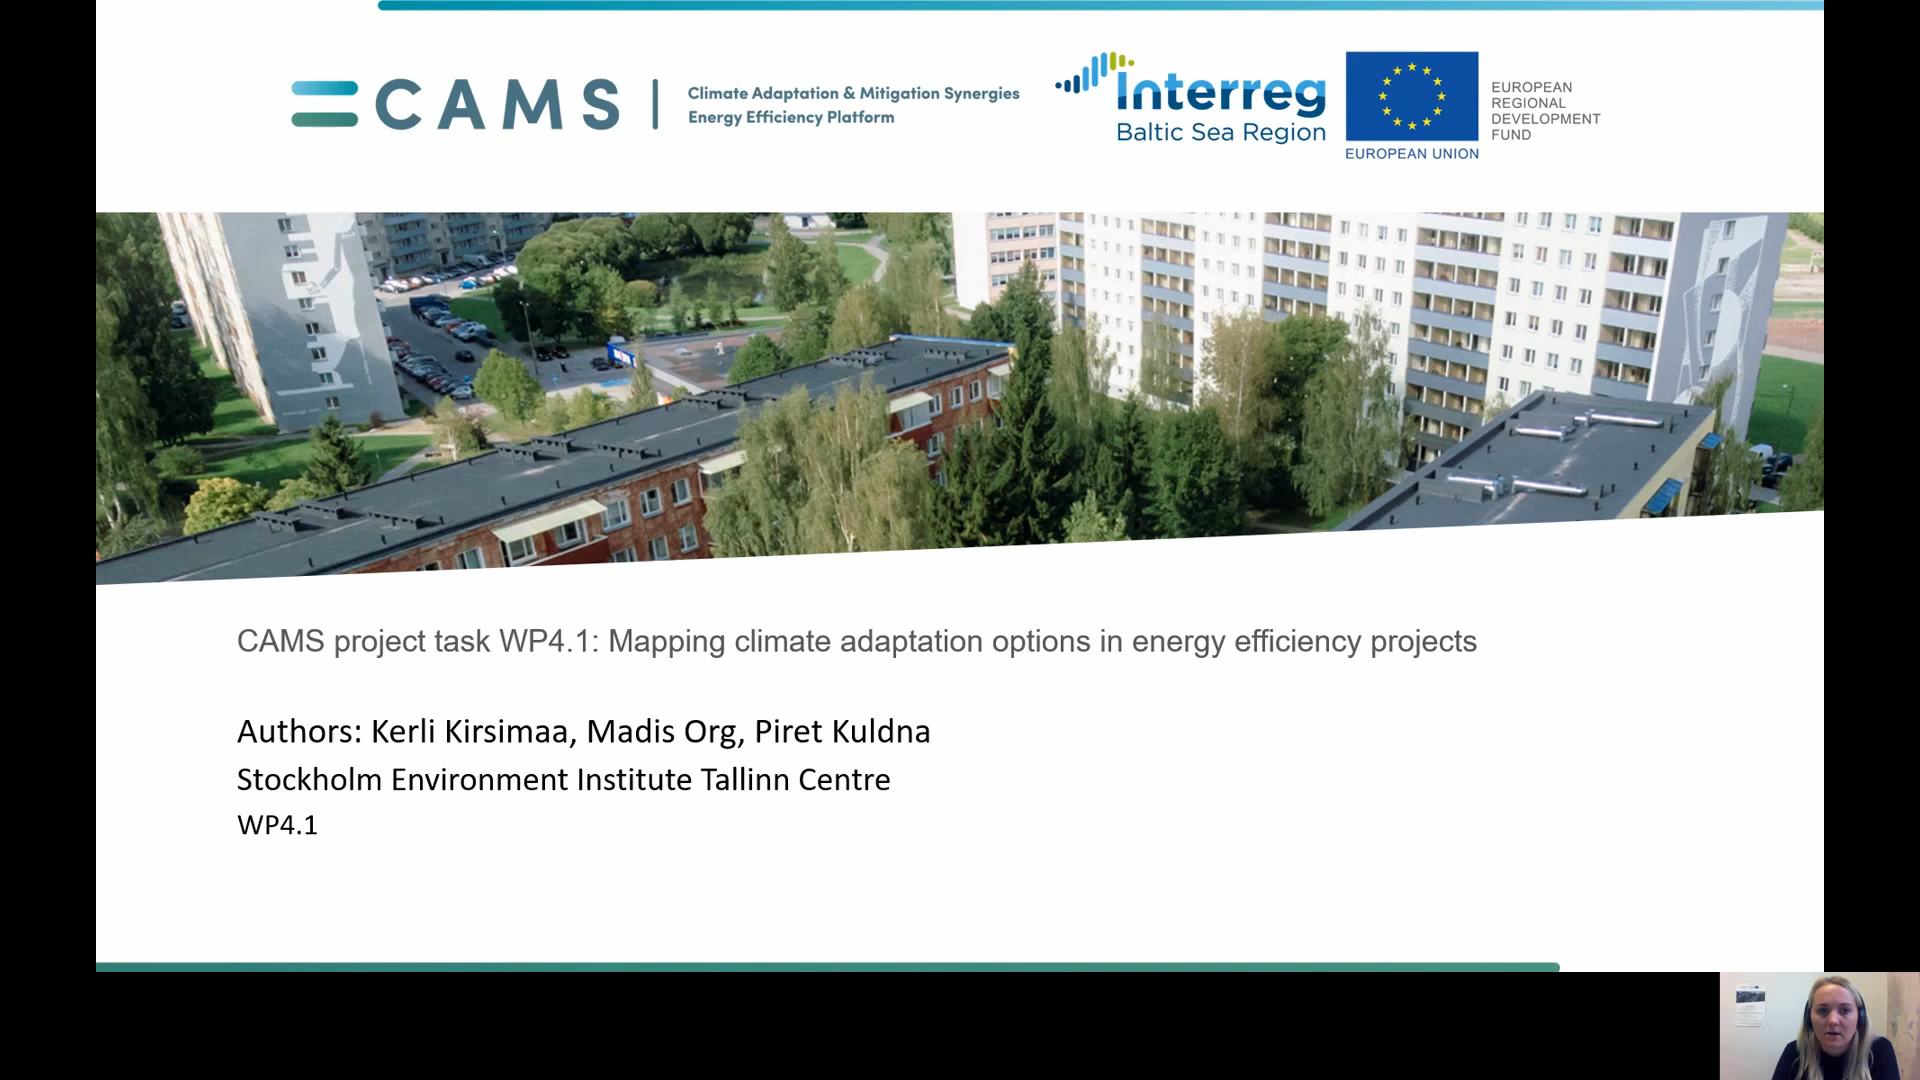 CAMS
Climate Adaptation & Mitigation Synergies
Energy Efficiency Platform
Interreg
Baltic Sea Region
EUROPEAN UNION
EUROPEAN
REGIONAL
DEVELOPMENT
FUND
CAMS project task WP4.1: Mapping climate adaptation options in energy efficiency projects
Authors: Kerli Kirsimaa, Madis Org, Piret Kuldna
Stockholm Environment Institute Tallinn Centre
WP4.1